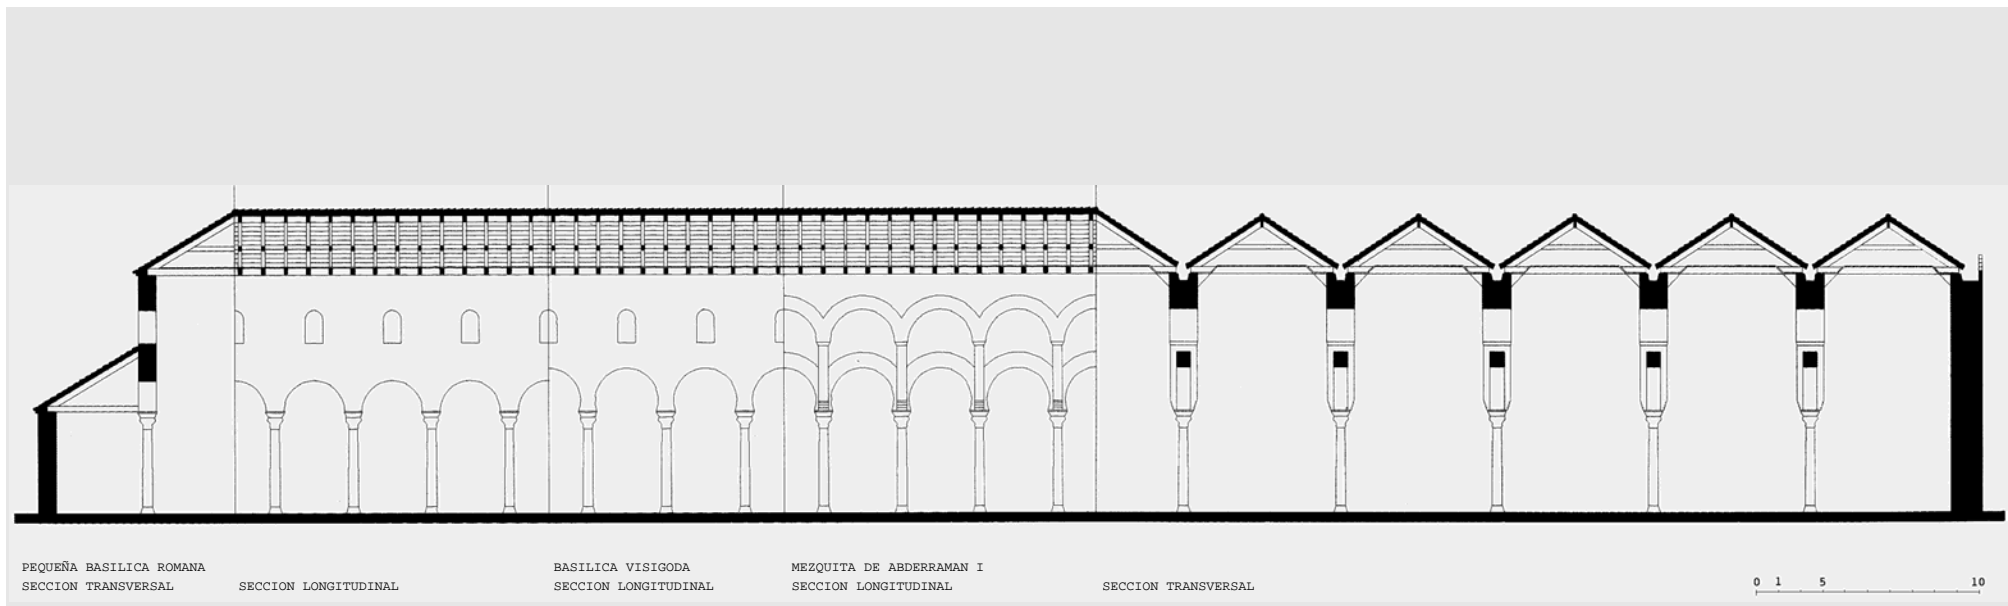 PEQUEÑA BASILICA ROMANA
SECCION TRANSVERSAL
SECCION LONGITUDINAL
BASILICA VISIGODA
SECCION LONGITUDINAL
MEZQUITA DE ABDERRAMAN I
SECCION LONGITUDINAL
SECCION TRANSVERSAL
0 1 5 10